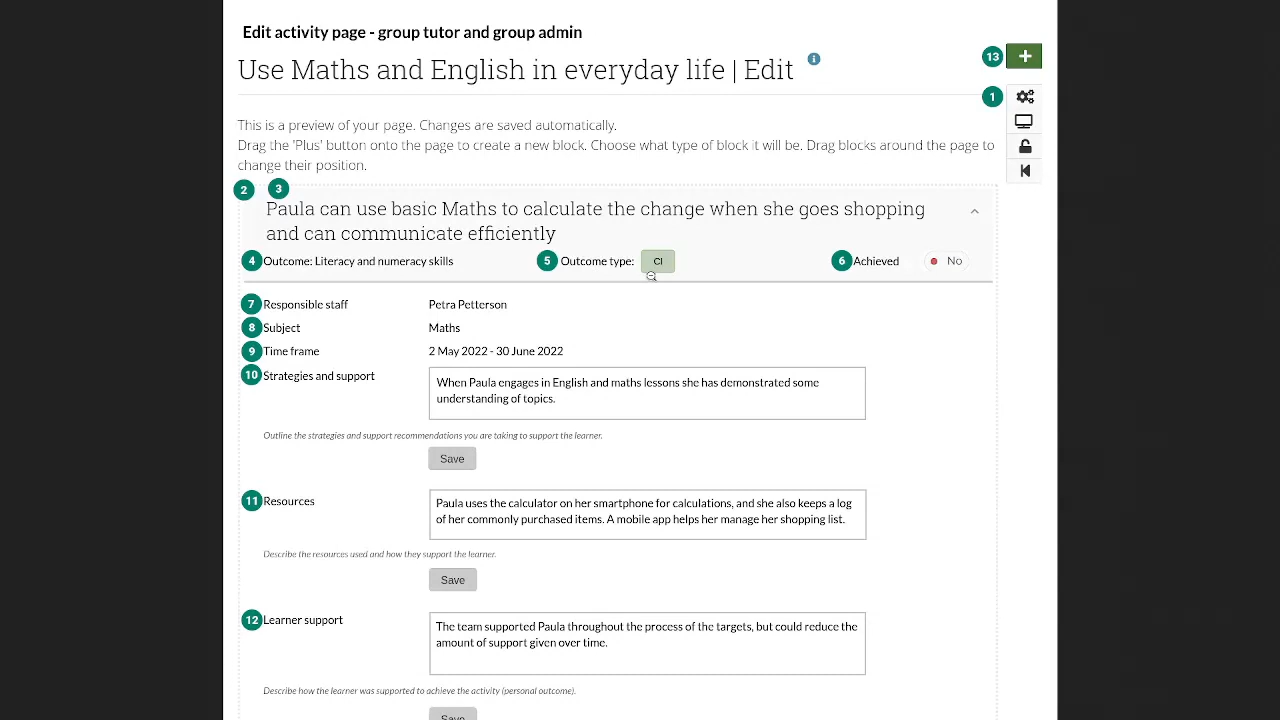 Edit activity page - group tutor and group admin
Use Maths and English in everyday life | Edit
13
1
This is a preview of your page. Changes are saved automatically.
Drag the 'Plus' button onto the page to create a new block. Choose what type of block it will be. Drag blocks around the page to
change their position.
2
3
Paula can use basic Maths to calculate the change when she goes shopping
and can communicate efficiently
4 Outcome: Literacy and numeracy skills
5 Outcome type: CI
6 Achieved No
7 Responsible staff Petra Petterson
8 Subject Maths
9 Time frame 2 May 2022 - 30 June 2022
10 Strategies and support
When Paula engages in English and maths lessons she has demonstrated some
understanding of topics.
Outline the strategies and support recommendations you are taking to support the learner.
Save
11 Resources
Paula uses the calculator on her smartphone for calculations, and she also keeps a log
of her commonly purchased items. A mobile app helps her manage her shopping list.
Describe the resources used and how they support the learner.
Save
12 Learner support
The team supported Paula throughout the process of the targets, but could reduce the
amount of support given over time.
Describe how the learner was supported to achieve the activity (personal outcome).
Save